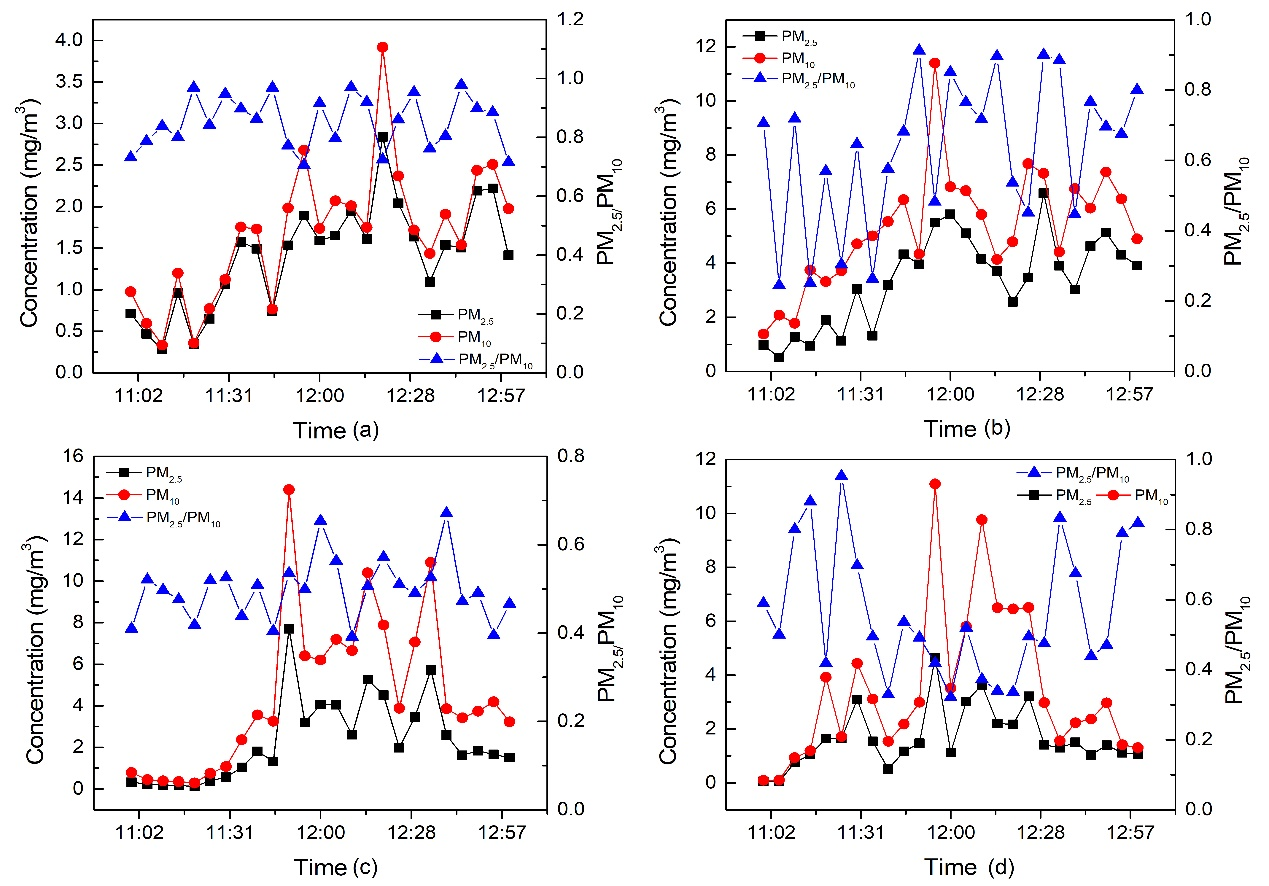 4.0
3.5
3.0
2.5
2.0
1.5
1.0
0.5
0.0
Concentration (mg/m³)
1.2
1.0
0.8
0.6
0.4
0.2
0.0
PM₂.₅/PM₁₀
PM₂.₅
PM₁₀
PM₂.₅/PM₁₀
11:02 11:31 12:00 12:28 12:57
Time (a)
12
10
8
6
4
2
0
Concentration (mg/m³)
PM₂.₅
PM₁₀
PM₂.₅/PM₁₀
1.0
0.8
0.6
0.4
0.2
0.0
PM₂.₅/PM₁₀
11:02 11:31 12:00 12:28 12:57
Time (b)
16
14
12
10
8
6
4
2
0
Concentration (mg/m³)
PM₂.₅
PM₁₀
PM₂.₅/PM₁₀
0.8
0.6
0.4
0.2
0.0
PM₂.₅/PM₁₀
11:02 11:31 12:00 12:28 12:57
Time (c)
12
10
8
6
4
2
0
Concentration (mg/m³)
PM₂.₅/PM₁₀
PM₂.₅ PM₁₀
1.0
0.8
0.6
0.4
0.2
0.0
PM₂.₅/PM₁₀
11:02 11:31 12:00 12:28 12:57
Time (d)